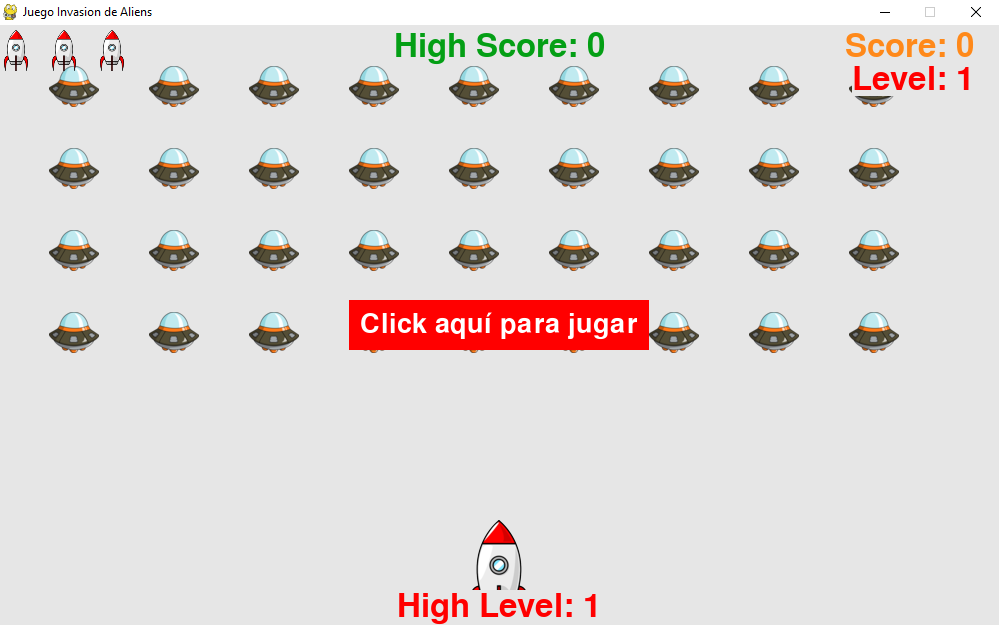 Juego Invasion de Aliens
High Score: 0
Score: 0
Level: 1
Click aquí para jugar
High Level: 1